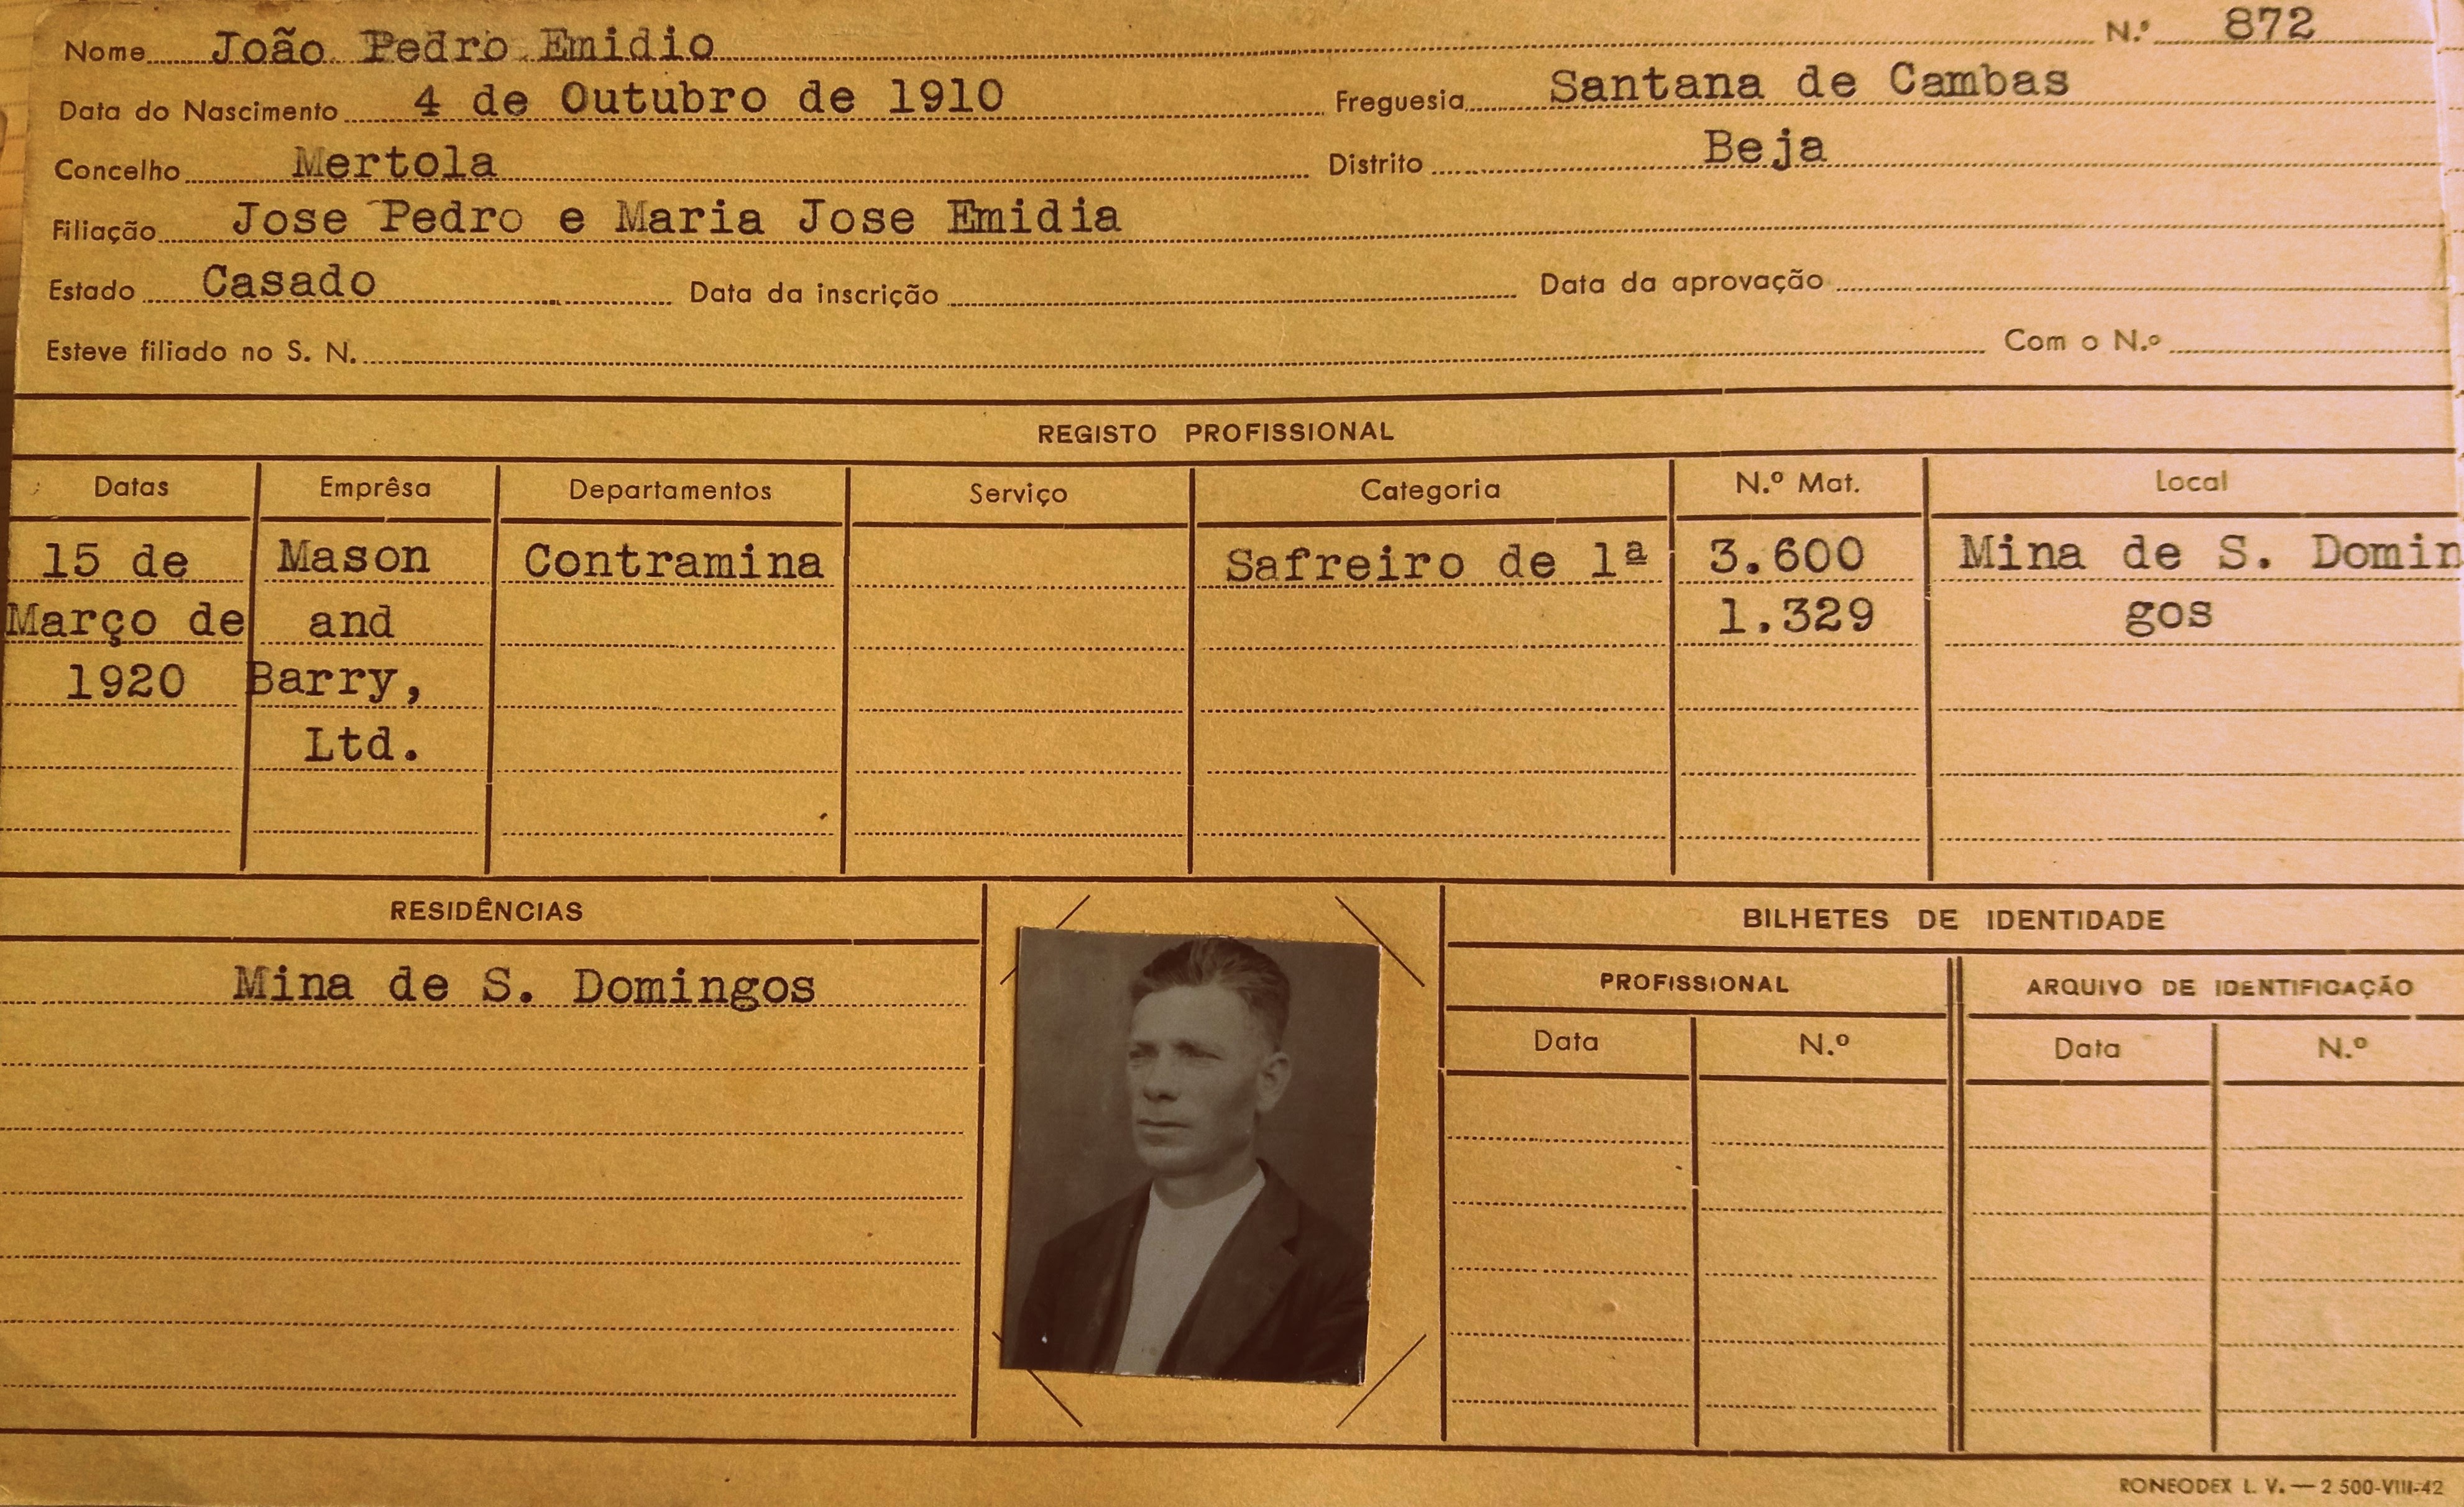 Nome João Pedro Emidio N.º 872
Data do Nascimento 4 de Outubro de 1910 Freguesia Santana de Cambas
Concelho Mertola Distrito Beja
Filiação Jose Pedro e Maria Jose Emidia
Estado Casado Data da inscrição Data da aprovação
Esteve filiado no S. N. Com o N.º
REGISTO PROFISSIONAL
Datas Emprêsa Departamentos Serviço Categoria N.º Mat. Local
15 de Mason Contramina Safreiro de 1ª 3.600 Mina de S. Domin
Março de and 1.329 gos
1920 Barry,
Ltd.
RESIDÊNCIAS BILHETES DE IDENTIDADE
PROFISSIONAL ARQUIVO DE IDENTIFICAÇÃO
Mina de S. Domingos
Data N.º Data N.º
RONEODEX L. V. — 2 500-VIII-42